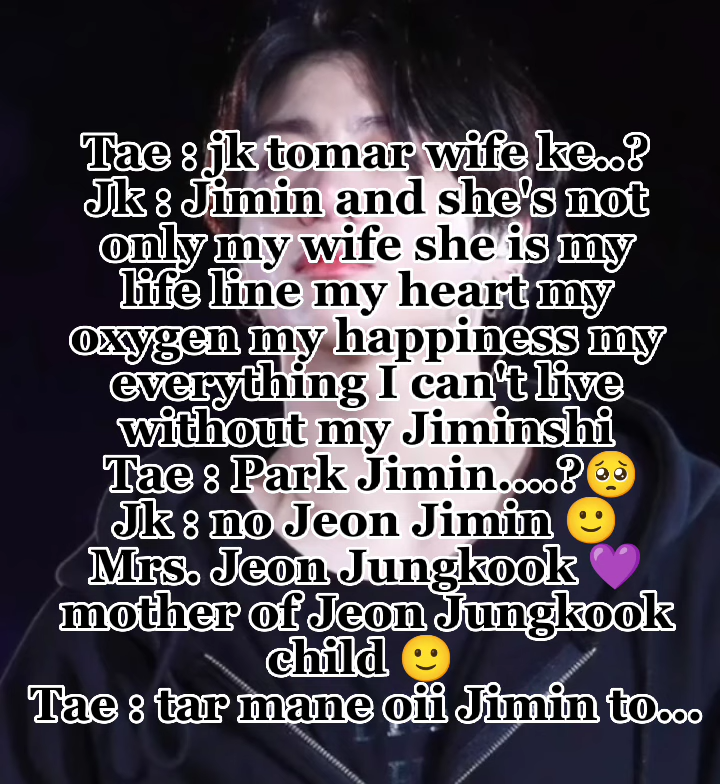 Tae : jk tomar wife ke..?
Jk : Jimin and she's not
only my wife she is my
life line my heart my
oxygen my happiness my
everything I can't live
without my Jiminshi
Tae : Park Jimin....?🥺
Jk : no Jeon Jimin 🙂
Mrs. Jeon Jungkook 💜
mother of Jeon Jungkook
child 🙂
Tae : tar mane oii Jimin to...